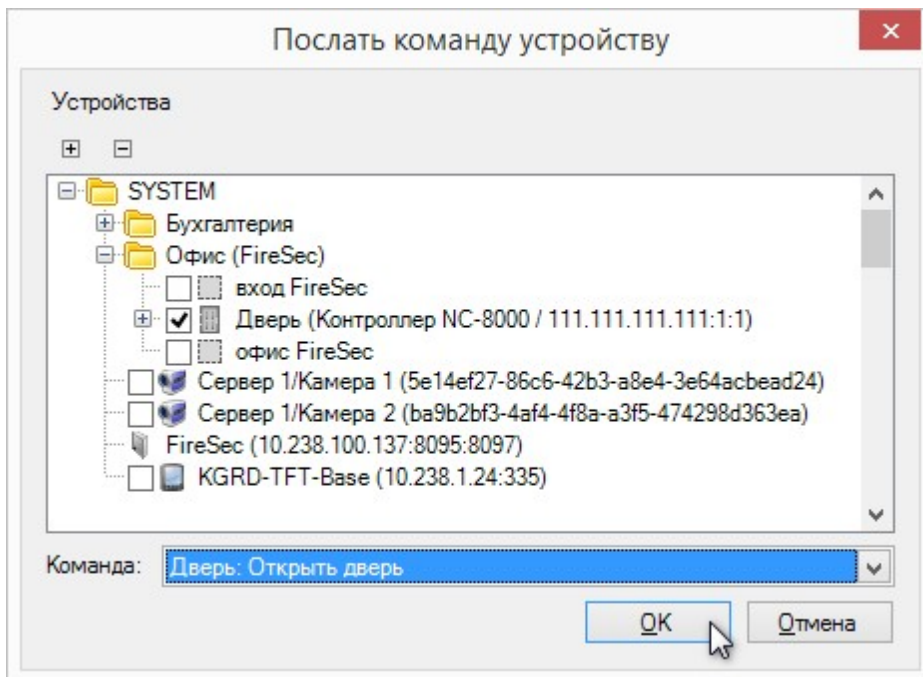 Послать команду устройству
Устройства
SYSTEM
Бухгалтерия
Офис (FireSec)
вход FireSec
Дверь (Контроллер NC-8000 / 111.111.111.111:1:1)
офис FireSec
Сервер 1/Камера 1 (5e14ef27-86c6-42b3-a8e4-3e64acbead24)
Сервер 1/Камера 2 (ba9b2bf3-4af4-4f8a-a3f5-474298d363ea)
FireSec (10.238.100.137:8095:8097)
KGRD-TFT-Base (10.238.1.24:335)
Команда: Дверь: Открыть дверь
OK Отмена